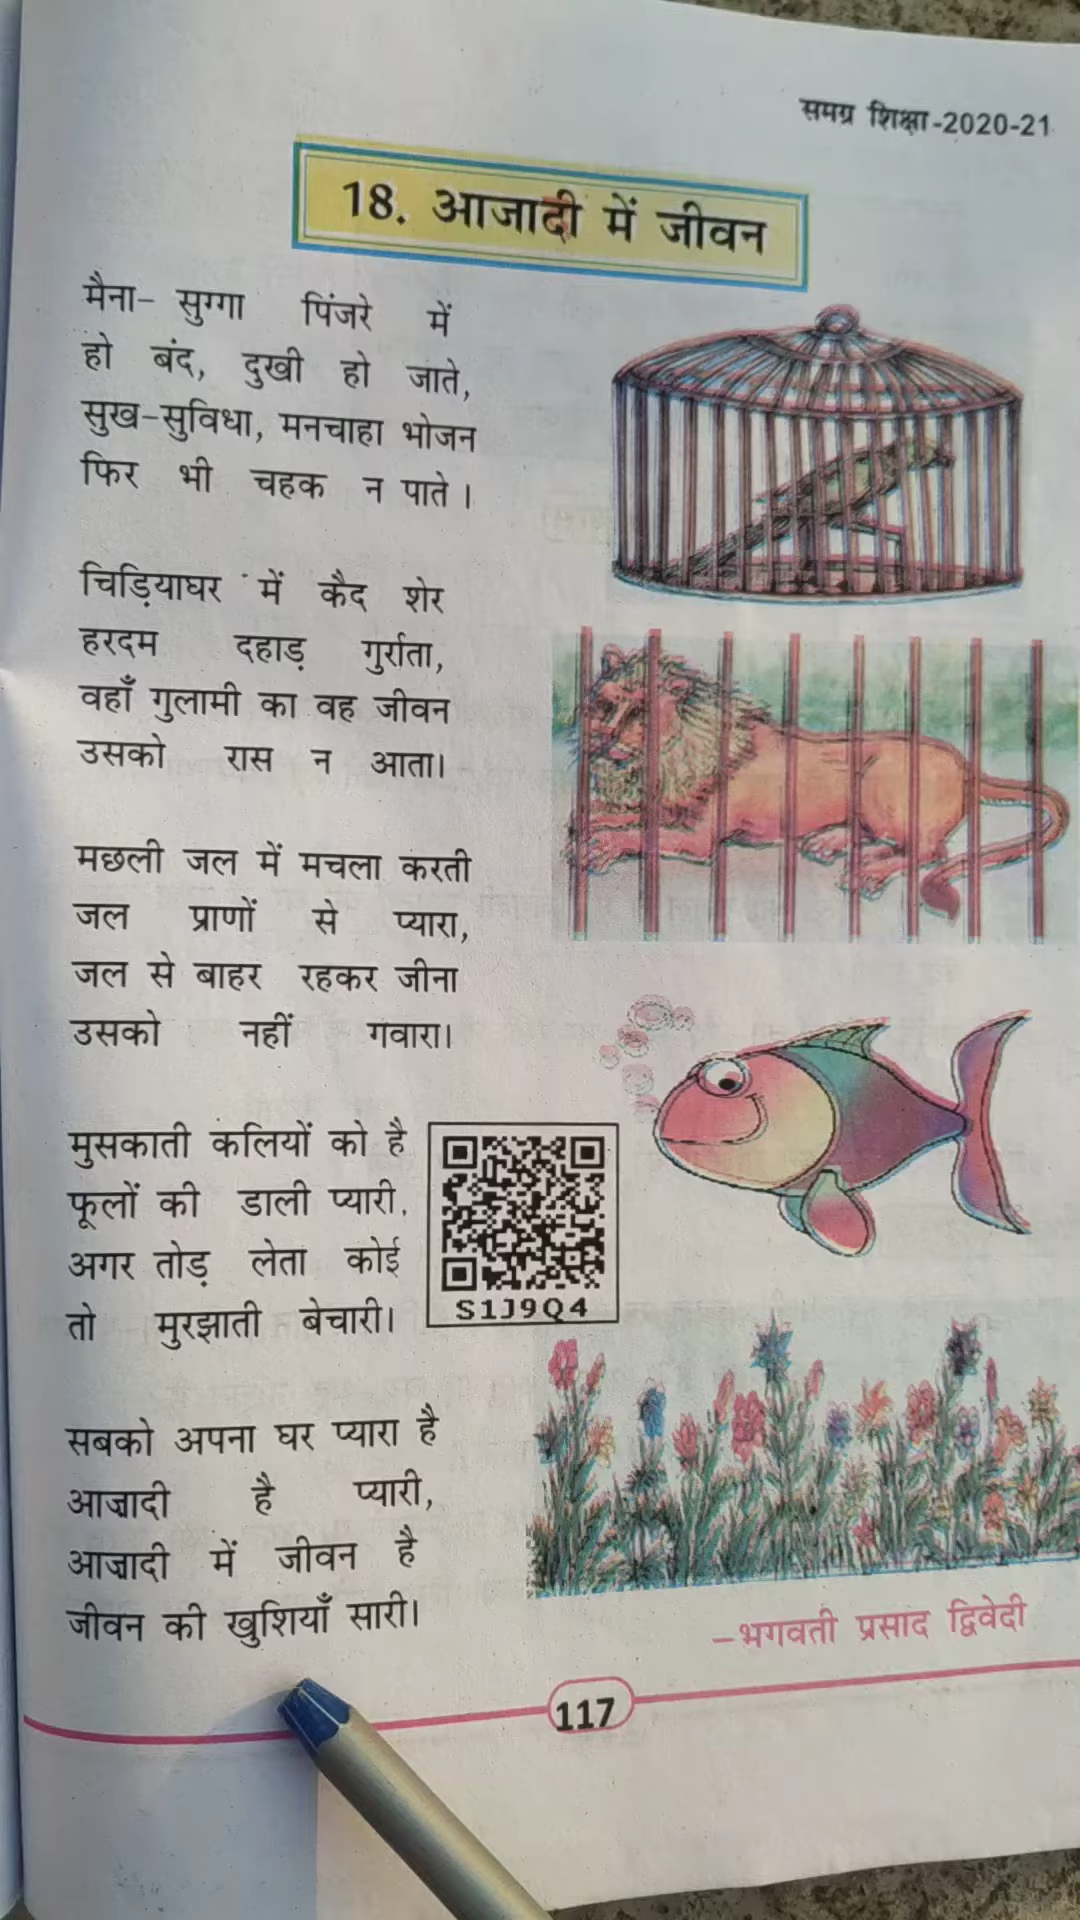 समग्र शिक्षा-2020-21
18. आजादी में जीवन
मैना- सुग्गा पिंजरे में
हो बंद, दुखी हो जाते,
सुख-सुविधा, मनचाहा भोजन
फिर भी चहक न पाते।
चिड़ियाघर में कैद शेर
हरदम दहाड़ गुर्राता,
वहाँ गुलामी का वह जीवन
उसको रास न आता।
मछली जल में मचला करती
जल प्राणों से प्यारा,
जल से बाहर रहकर जीना
उसको नहीं गवारा।
मुसकाती कलियों को है
फूलों की डाली प्यारी,
अगर तोड़ लेता कोई
तो मुरझाती बेचारी।
S1J9Q4
सबको अपना घर प्यारा है
आज़ादी है प्यारी,
आज़ादी में जीवन है
जीवन की खुशियाँ सारी।
-भगवती प्रसाद द्विवेदी
117